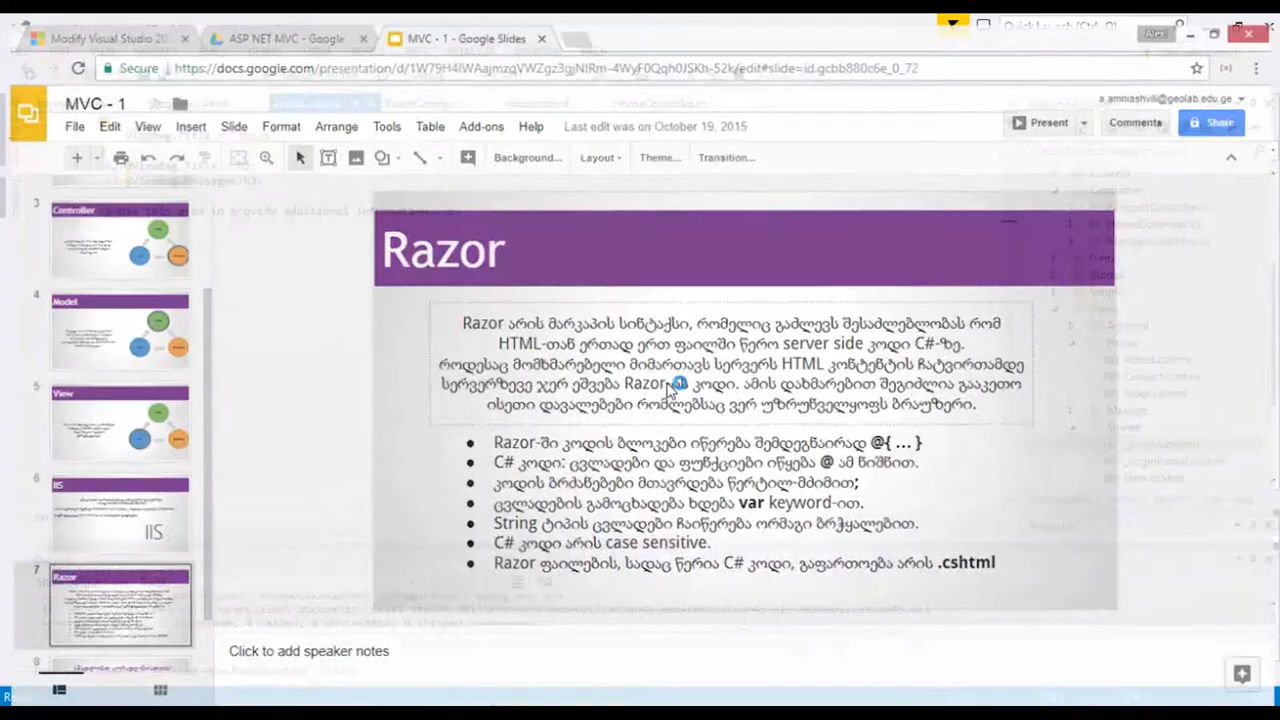 Quick Launch (Ctrl+Q)
Modify Visual Studio 20
ASP NET MVC - Google
MVC - 1 - Google Slides
Alex
Secure
https://docs.google.com/presentation/d/1W79H4lWAajmzqVWZgz3gjNIRm-4WyF0Qqh0JSKh-52k/edit#slide=id.gcbb880c6e_0_72
MVC - 1
a.amniashvili@geolab.edu.ge
File Edit View Insert Slide Format Arrange Tools Table Add-ons Help Last edit was on October 19, 2015
Present Comments Share
Background... Layout Theme... Transition...
3
Controller
4
Model
5
View
6
IIS
IIS
7
Razor
8
Razor
Razor არის მარკაპის სინტაქსი, რომელიც გაძლევს შესაძლებლობას რომ
HTML-თან ერთად ერთ ფაილში წერო server side კოდი C#-ზე.
როდესაც მომხმარებელი მიმართავს სერვერს HTML კონტენტის ჩატვირთამდე
სერვერზევე ჯერ ეშვება Razor-ის კოდი. ამის დახმარებით შეგიძლია გააკეთო
ისეთი დავალებები რომლებსაც ვერ უზრუნველყოფს ბრაუზერი.
● Razor-ში კოდის ბლოკები იწერება შემდეგნაირად @{ ... }
● C# კოდი: ცვლადები და ფუნქციები იწყება @ ამ ნიშნით.
● კოდის ბრძანებები მთავრდება წერტილ-მძიმით;
● ცვლადების გამოცხადება ხდება var keyword-ით.
● String ტიპის ცვლადები ჩაიწერება ორმაგი ბრჭყალებით.
● C# კოდი არის case sensitive.
● Razor ფაილების, სადაც წერია C# კოდი, გაფართოება არის .cshtml
Click to add speaker notes